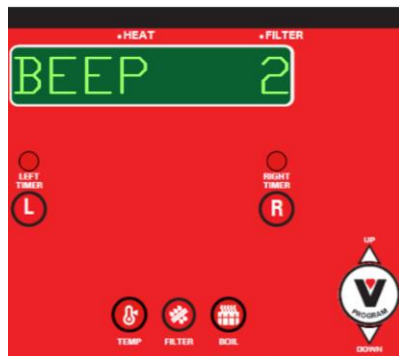 • HEAT • FILTER
BEEP 2
LEFT TIMER
RIGHT TIMER
L R
UP
V
PROGRAM
DOWN
TEMP FILTER BOIL